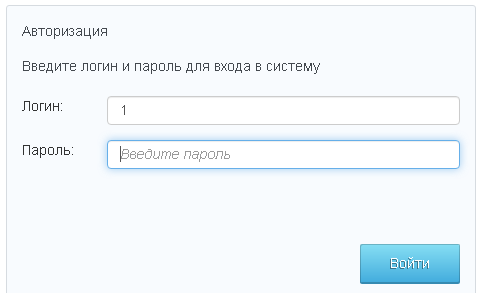 Авторизация
Введите логин и пароль для входа в систему
Логин: 1
Пароль: Введите пароль
Войти